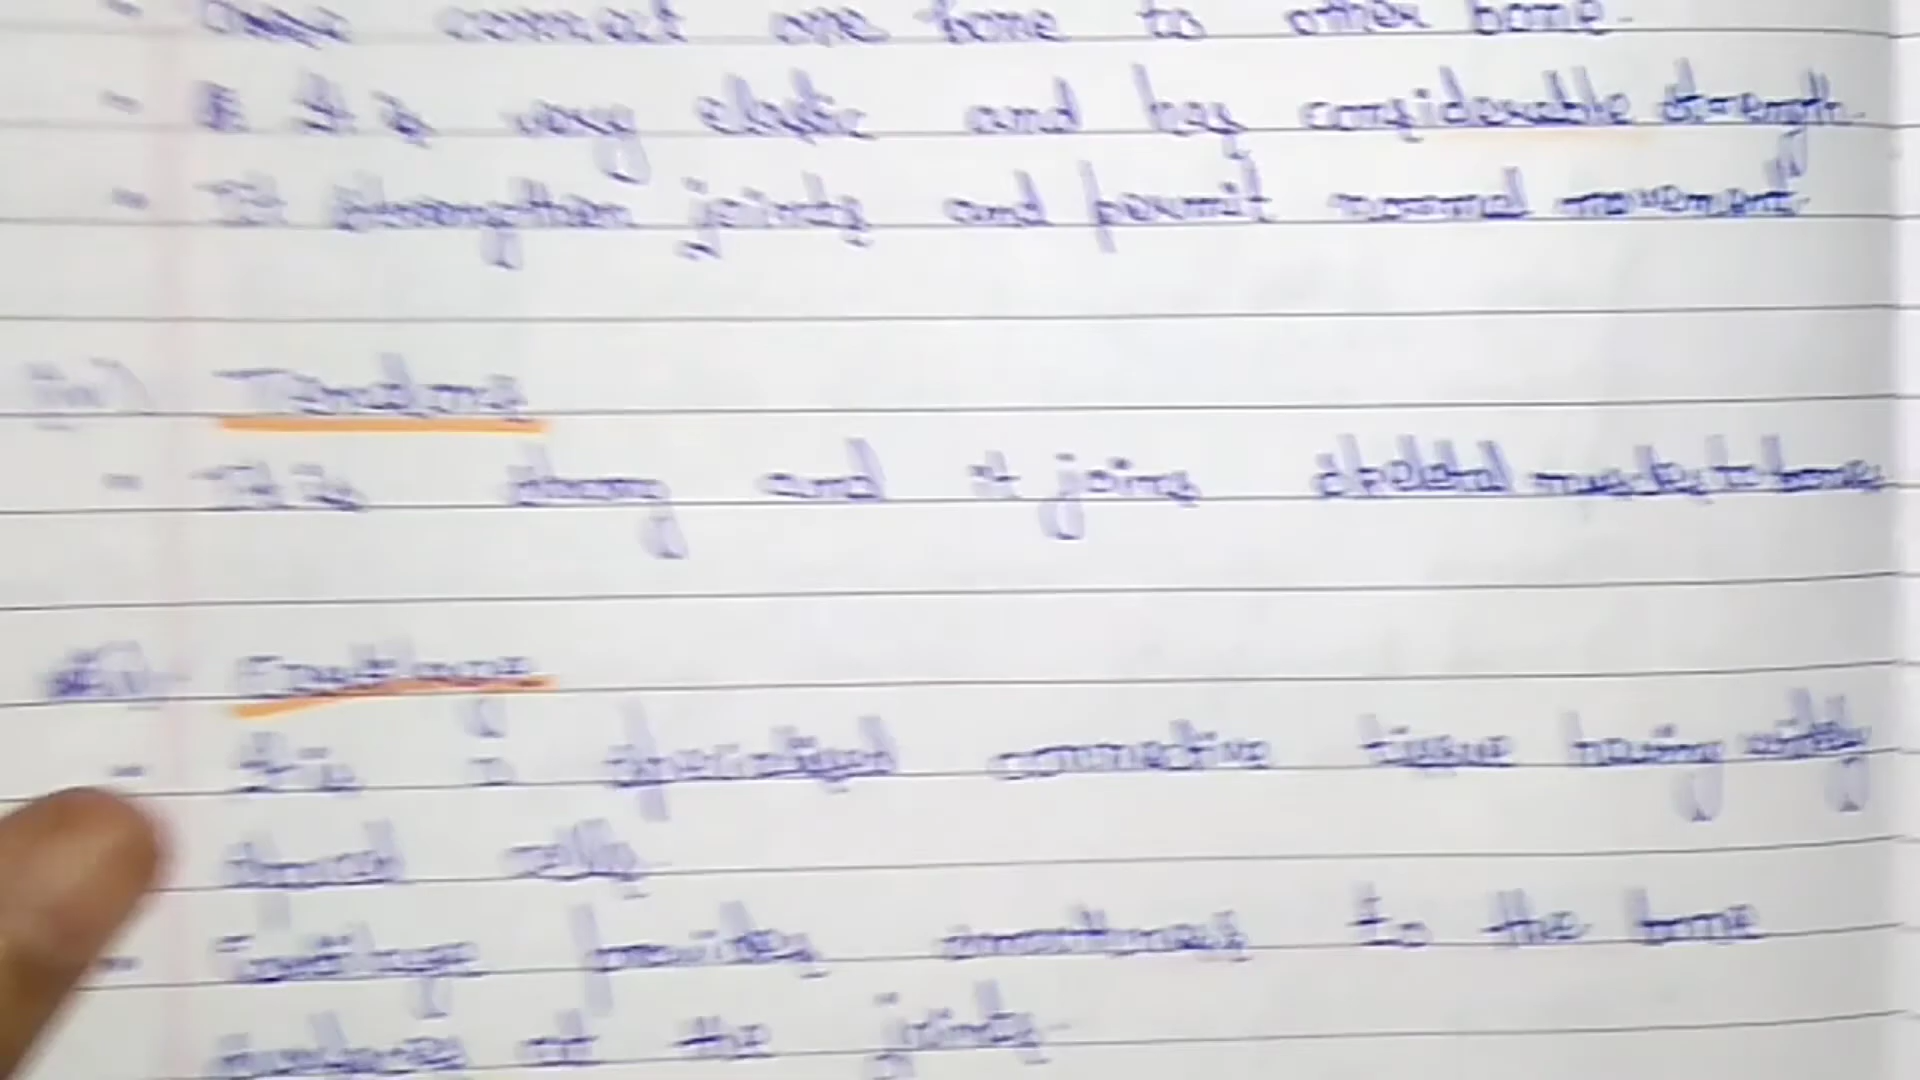 connect one bone to other bone.
- It is very elastic and has considerable strength.
- It strengthen joints and permit normal movement.
iv) Tendons
- It is strong and it joins skeletal muscles to bones
Cartilage
- It is a specialized connective tissue having widely
spaced cells
- Cartilage provides smoothness to the bone
surfaces at the joints.